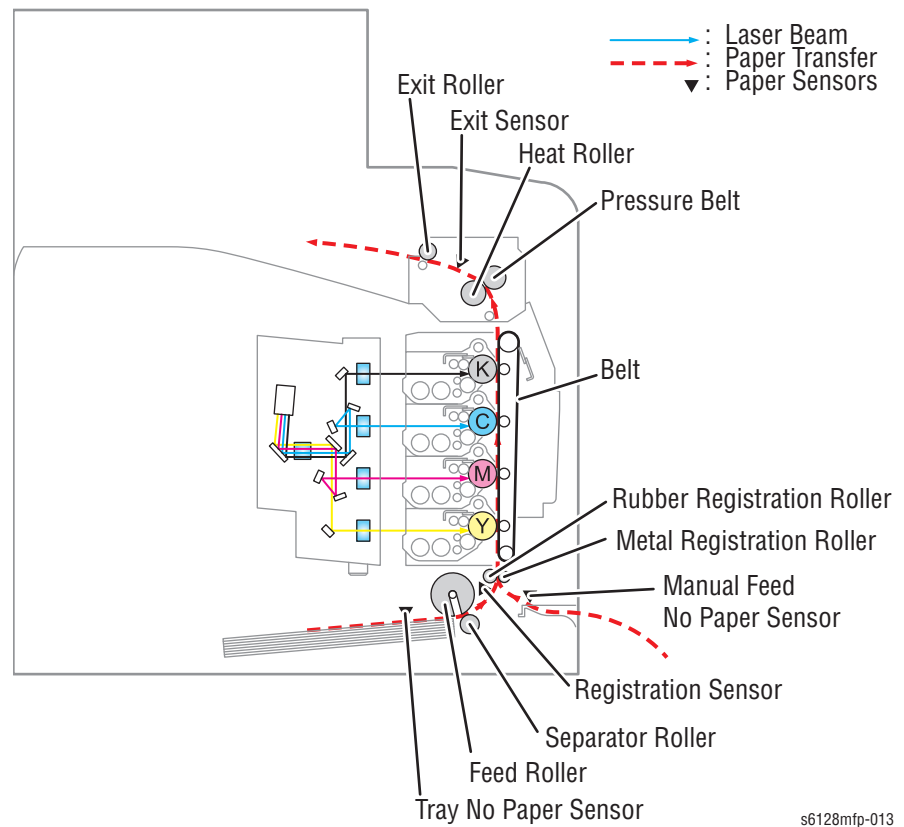 : Laser Beam
: Paper Transfer
: Paper Sensors
Exit Roller
Exit Sensor
Heat Roller
Pressure Belt
K
Belt
C
M
Rubber Registration Roller
Y
Metal Registration Roller
Manual Feed
No Paper Sensor
Registration Sensor
Separator Roller
Feed Roller
Tray No Paper Sensor
s6128mfp-013